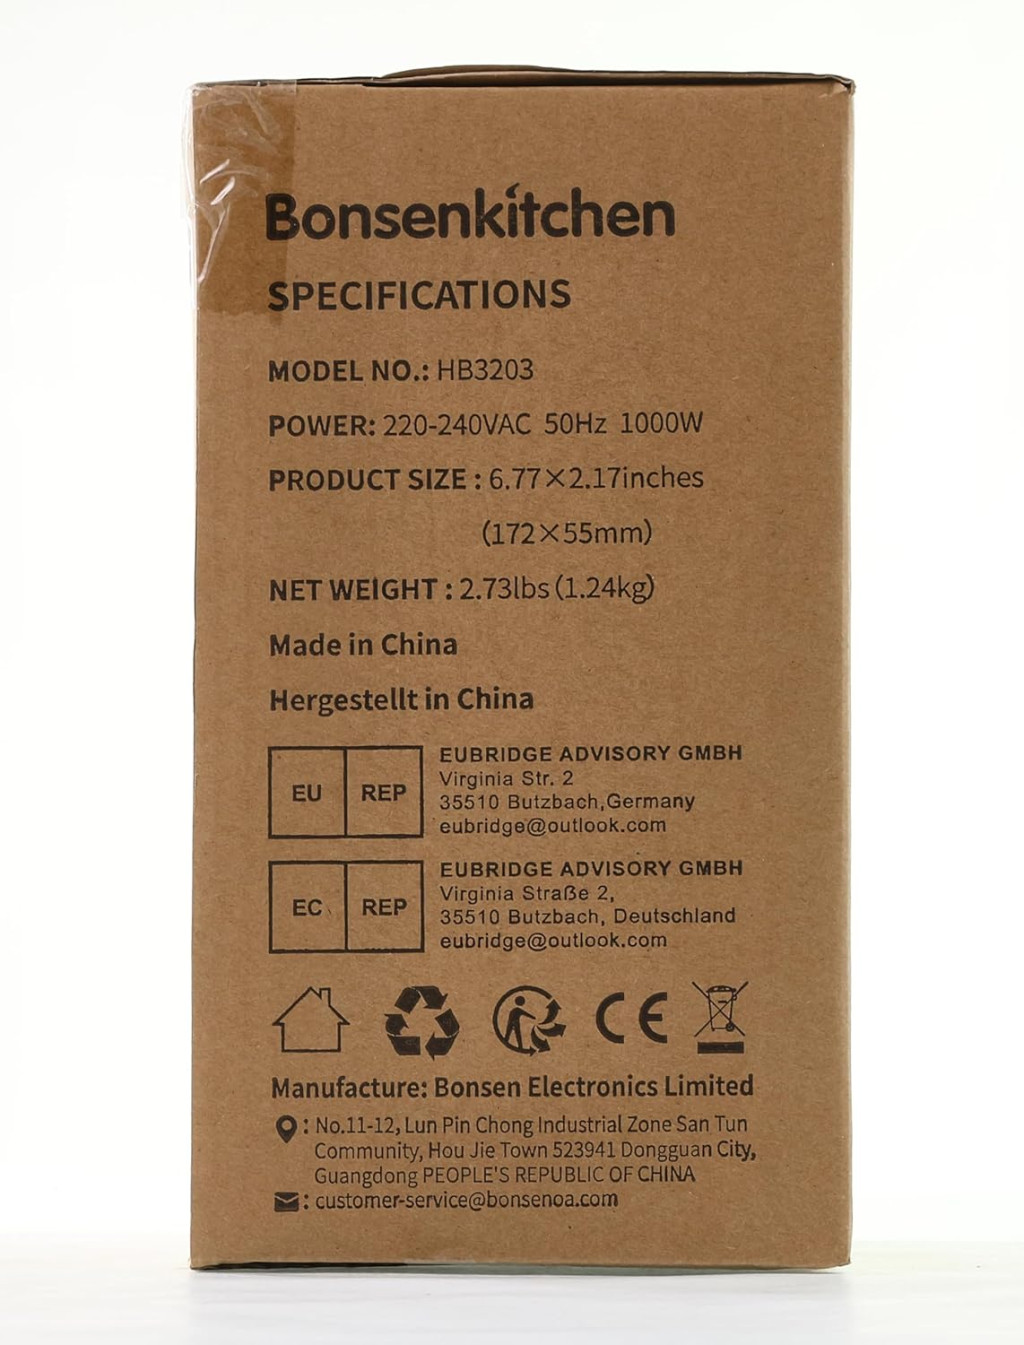 Bonsenkitchen
SPECIFICATIONS
MODEL NO.: HB3203
POWER: 220-240VAC 50Hz 1000W
PRODUCT SIZE : 6.77×2.17inches
(172×55mm)
NET WEIGHT : 2.73lbs (1.24kg)
Made in China
Hergestellt in China
EU REP
EUBRIDGE ADVISORY GMBH
Virginia Str. 2
35510 Butzbach,Germany
eubridge@outlook.com
EC REP
EUBRIDGE ADVISORY GMBH
Virginia Straße 2,
35510 Butzbach, Deutschland
eubridge@outlook.com
CE
Manufacture: Bonsen Electronics Limited
: No.11-12, Lun Pin Chong Industrial Zone San Tun
Community, Hou Jie Town 523941 Dongguan City,
Guangdong PEOPLE'S REPUBLIC OF CHINA
: customer-service@bonsenoa.com